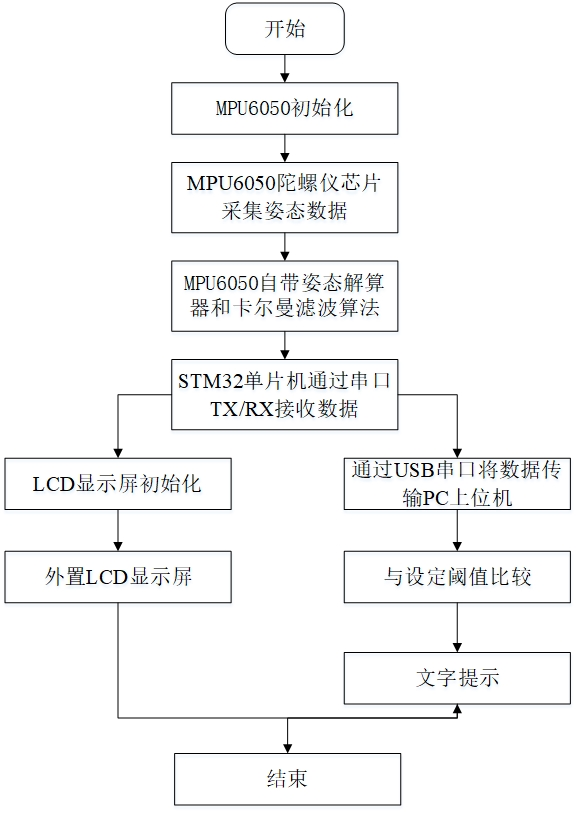 开始
MPU6050初始化
MPU6050陀螺仪芯片
采集姿态数据
MPU6050自带姿态解算
器和卡尔曼滤波算法
STM32单片机通过串口
TX/RX接收数据
LCD显示屏初始化
通过USB串口将数据传
输PC上位机
外置LCD显示屏
与设定阈值比较
文字提示
结束